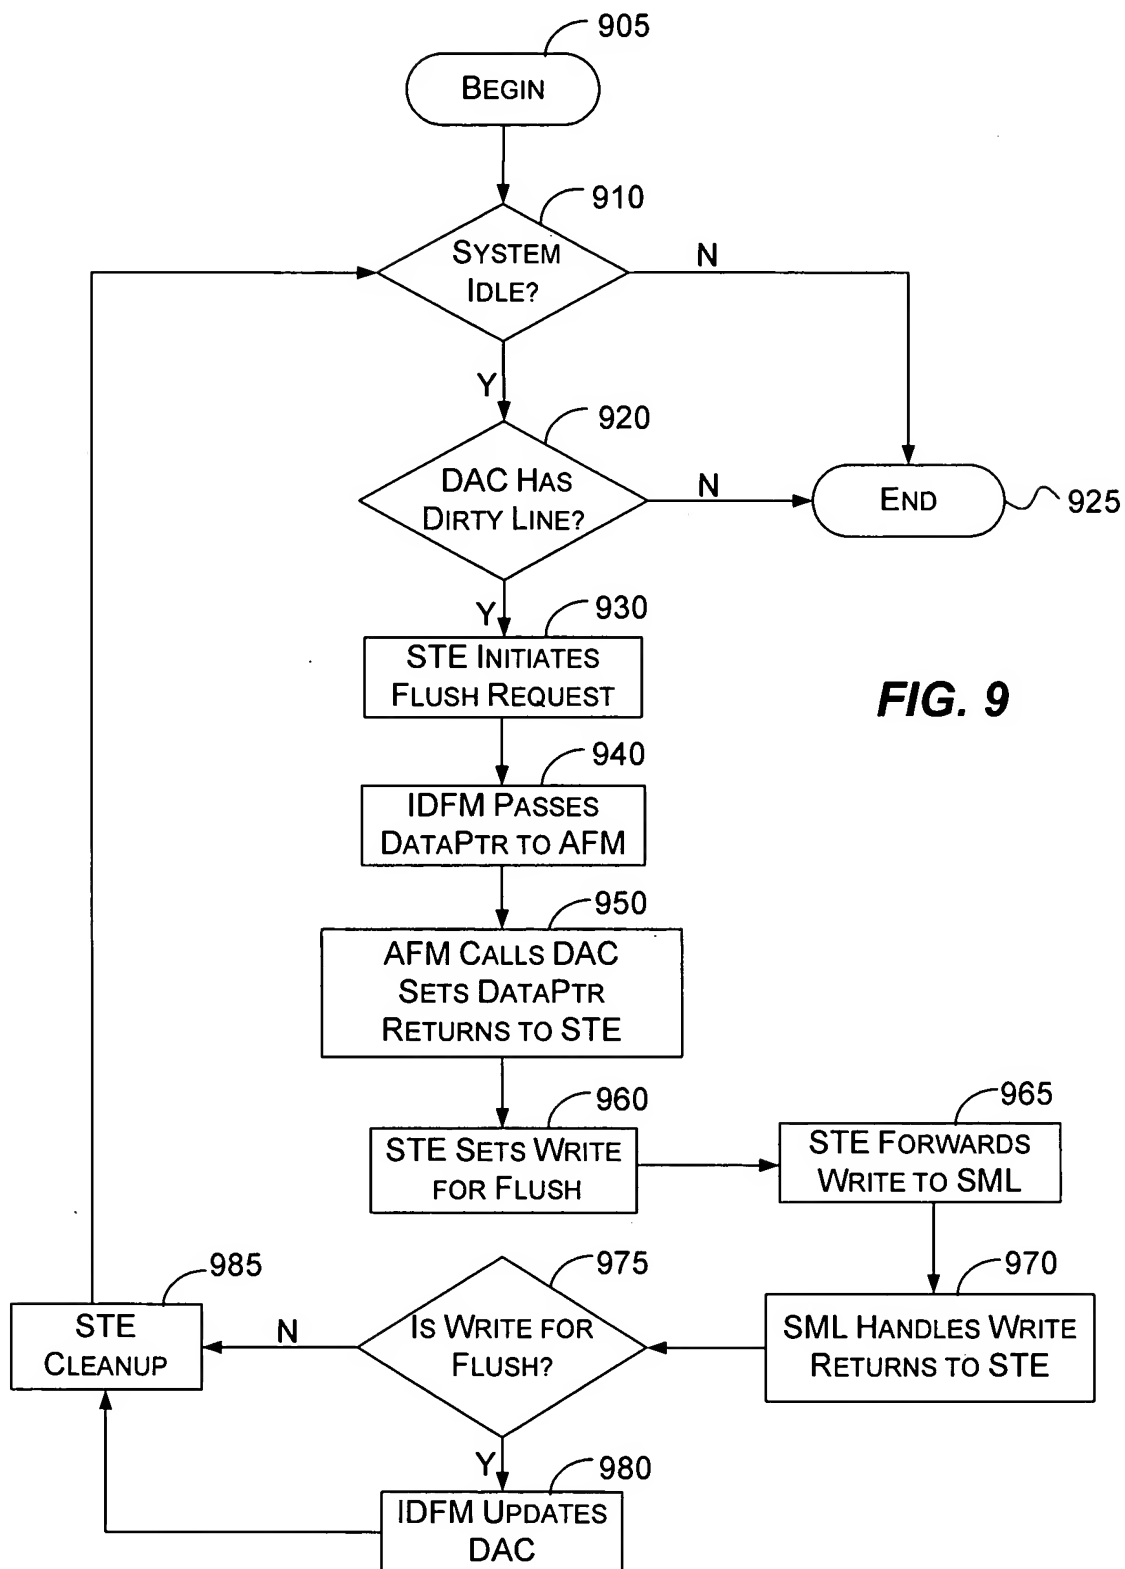 905
BEGIN
910
SYSTEM
IDLE?
N
Y
920
DAC HAS
DIRTY LINE?
N
END
925
Y
930
STE INITIATES
FLUSH REQUEST
FIG. 9
940
IDFM PASSES
DATAPTR TO AFM
950
AFM CALLS DAC
SETS DATAPTR
RETURNS TO STE
960
STE SETS WRITE
FOR FLUSH
965
STE FORWARDS
WRITE TO SML
970
SML HANDLES WRITE
RETURNS TO STE
975
IS WRITE FOR
FLUSH?
N
985
STE
CLEANUP
Y
980
IDFM UPDATES
DAC